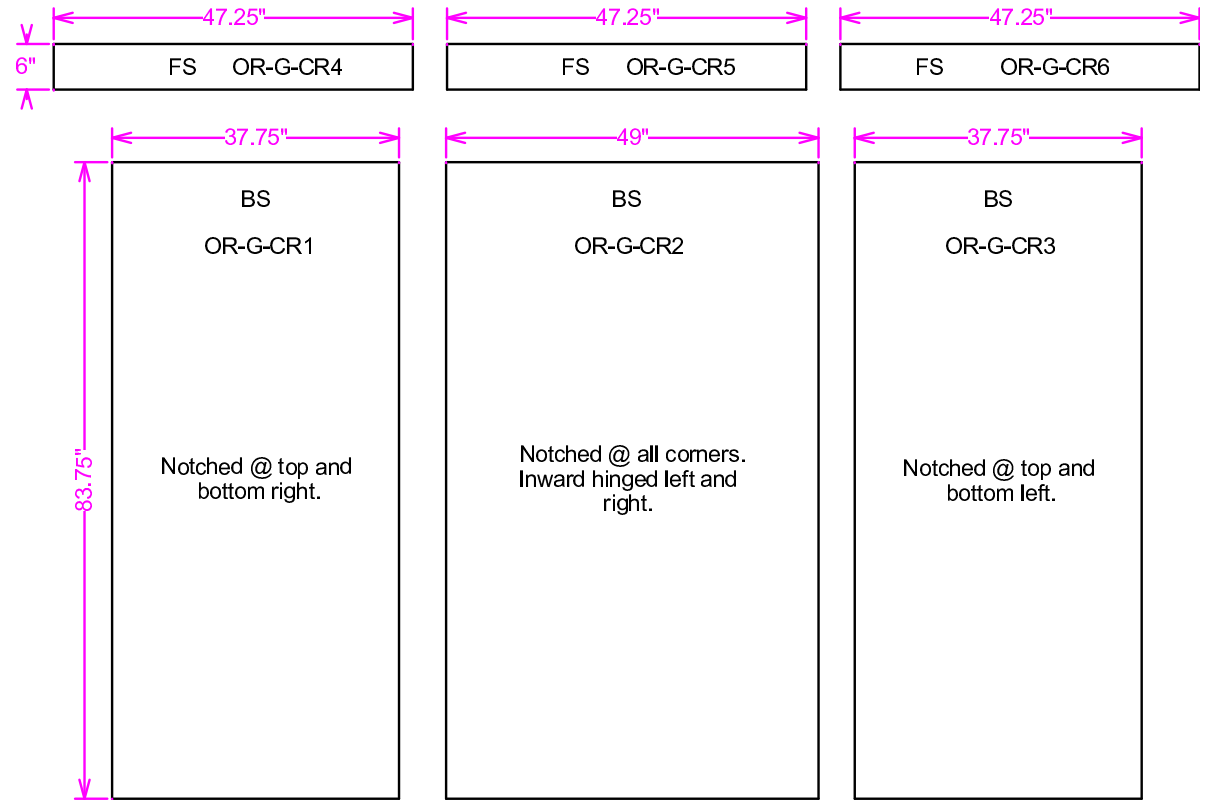 47.25" 47.25" 47.25"
6" FS OR-G-CR4 FS OR-G-CR5 FS OR-G-CR6
37.75" 49" 37.75"
BS BS BS
OR-G-CR1 OR-G-CR2 OR-G-CR3
83.75"
Notched @ top and
bottom right.
Notched @ all corners.
Inward hinged left and
right.
Notched @ top and
bottom left.